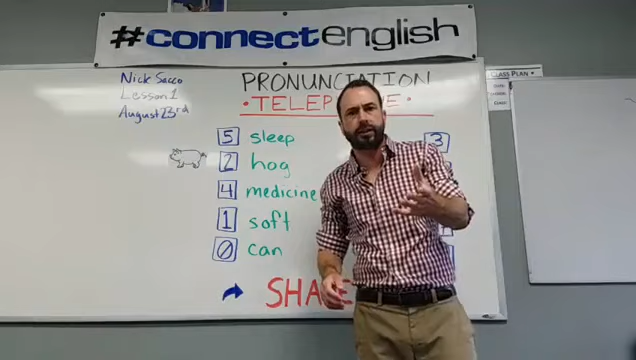 #connectenglish
Nick Sacco
Lesson 1
August 23rd
PRONUNCIATION
CLASS PLAN
5 sleep
3
2 hog
4 medicine
1 soft
0 can